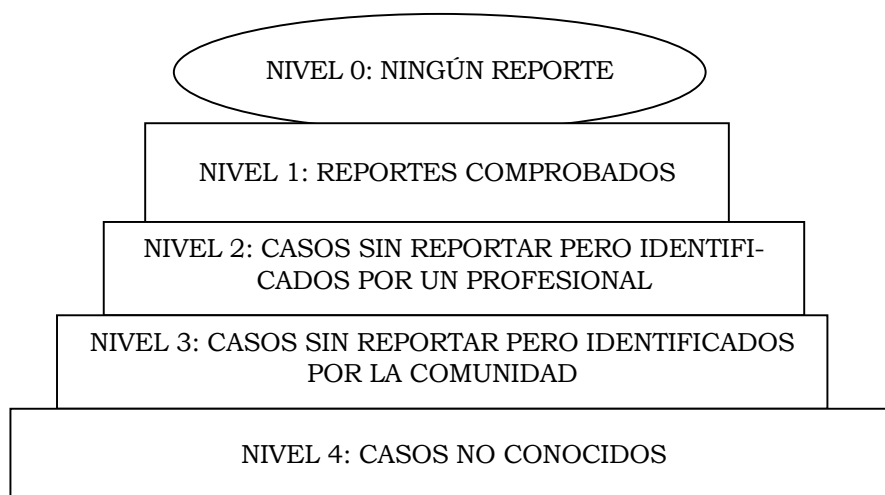 NIVEL 0: NINGÚN REPORTE
NIVEL 1: REPORTES COMPROBADOS
NIVEL 2: CASOS SIN REPORTAR PERO IDENTIFI-
CADOS POR UN PROFESIONAL
NIVEL 3: CASOS SIN REPORTAR PERO IDENTIFICADOS
POR LA COMUNIDAD
NIVEL 4: CASOS NO CONOCIDOS